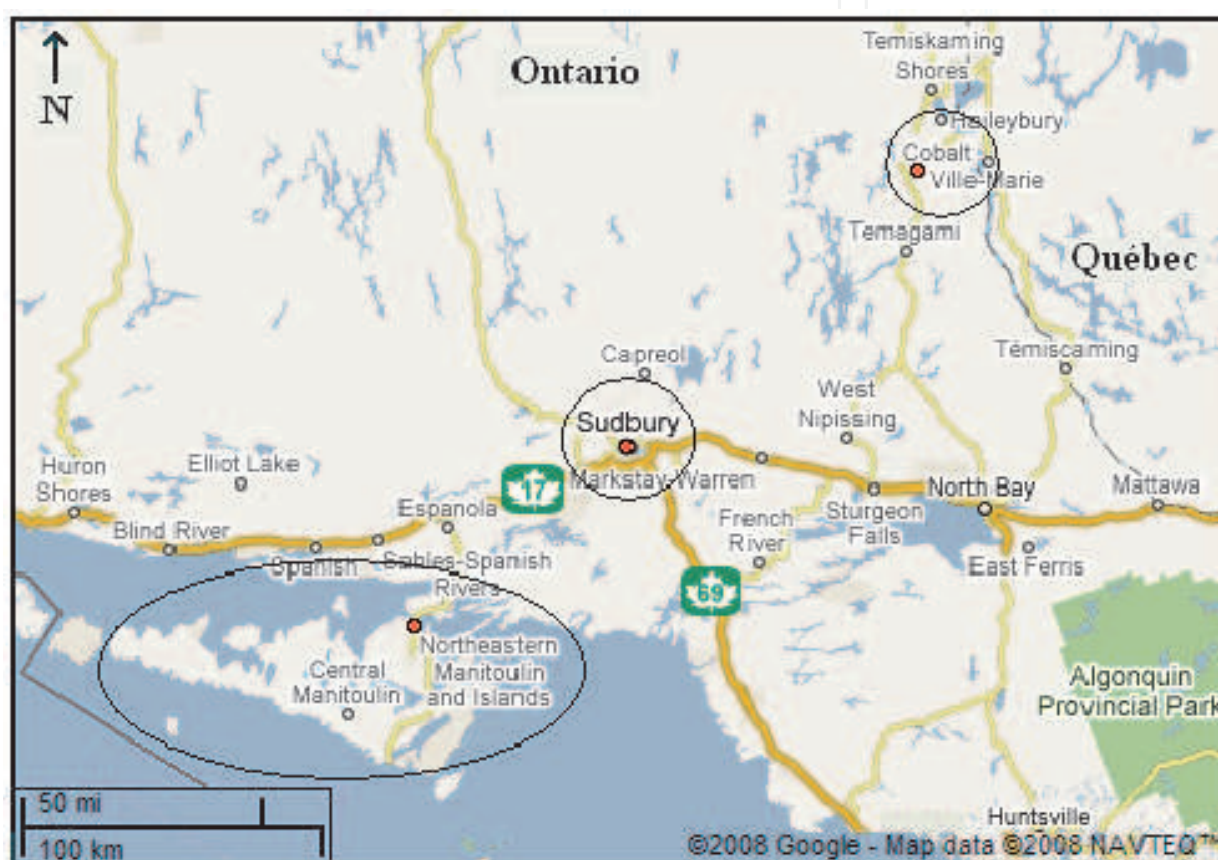 N
Ontario
Temiskaming
Shores
Haileybury
Cobalt
Ville-Marie
Temagami
Québec
Témiscaming
Capreol
West
Nipissing
Sudbury
Markstay-Warren
Huron
Shores
Elliot Lake
17
Espanola
Blind River
Spanish
Sables-Spanish
Rivers
French
River
Sturgeon
Falls
North Bay
Mattawa
East Ferris
69
Northeastern
Manitoulin
and Islands
Central
Manitoulin
Algonquin
Provincial Park
Huntsville
50 mi
100 km
©2008 Google - Map data ©2008 NAVTEQ™